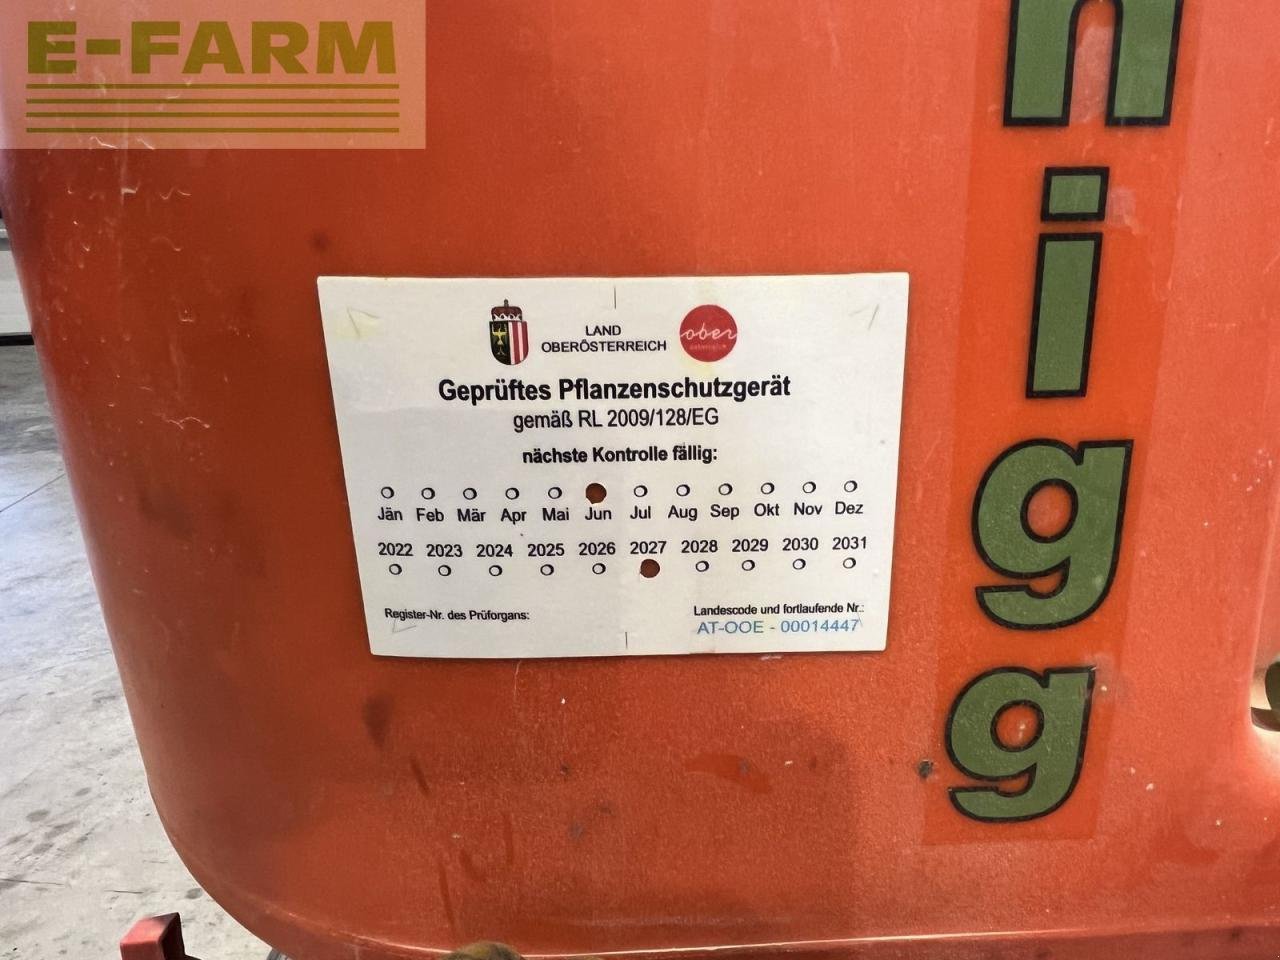 E-FARM
nigg
LAND
OBERÖSTERREICH
ober
österreich
Geprüftes Pflanzenschutzgerät
gemäß RL 2009/128/EG
nächste Kontrolle fällig:
Jän Feb Mär Apr Mai Jun Jul Aug Sep Okt Nov Dez
2022 2023 2024 2025 2026 2027 2028 2029 2030 2031
Register-Nr. des Prüforgans:
Landescode und fortlaufende Nr.:
AT-OOE - 00014447